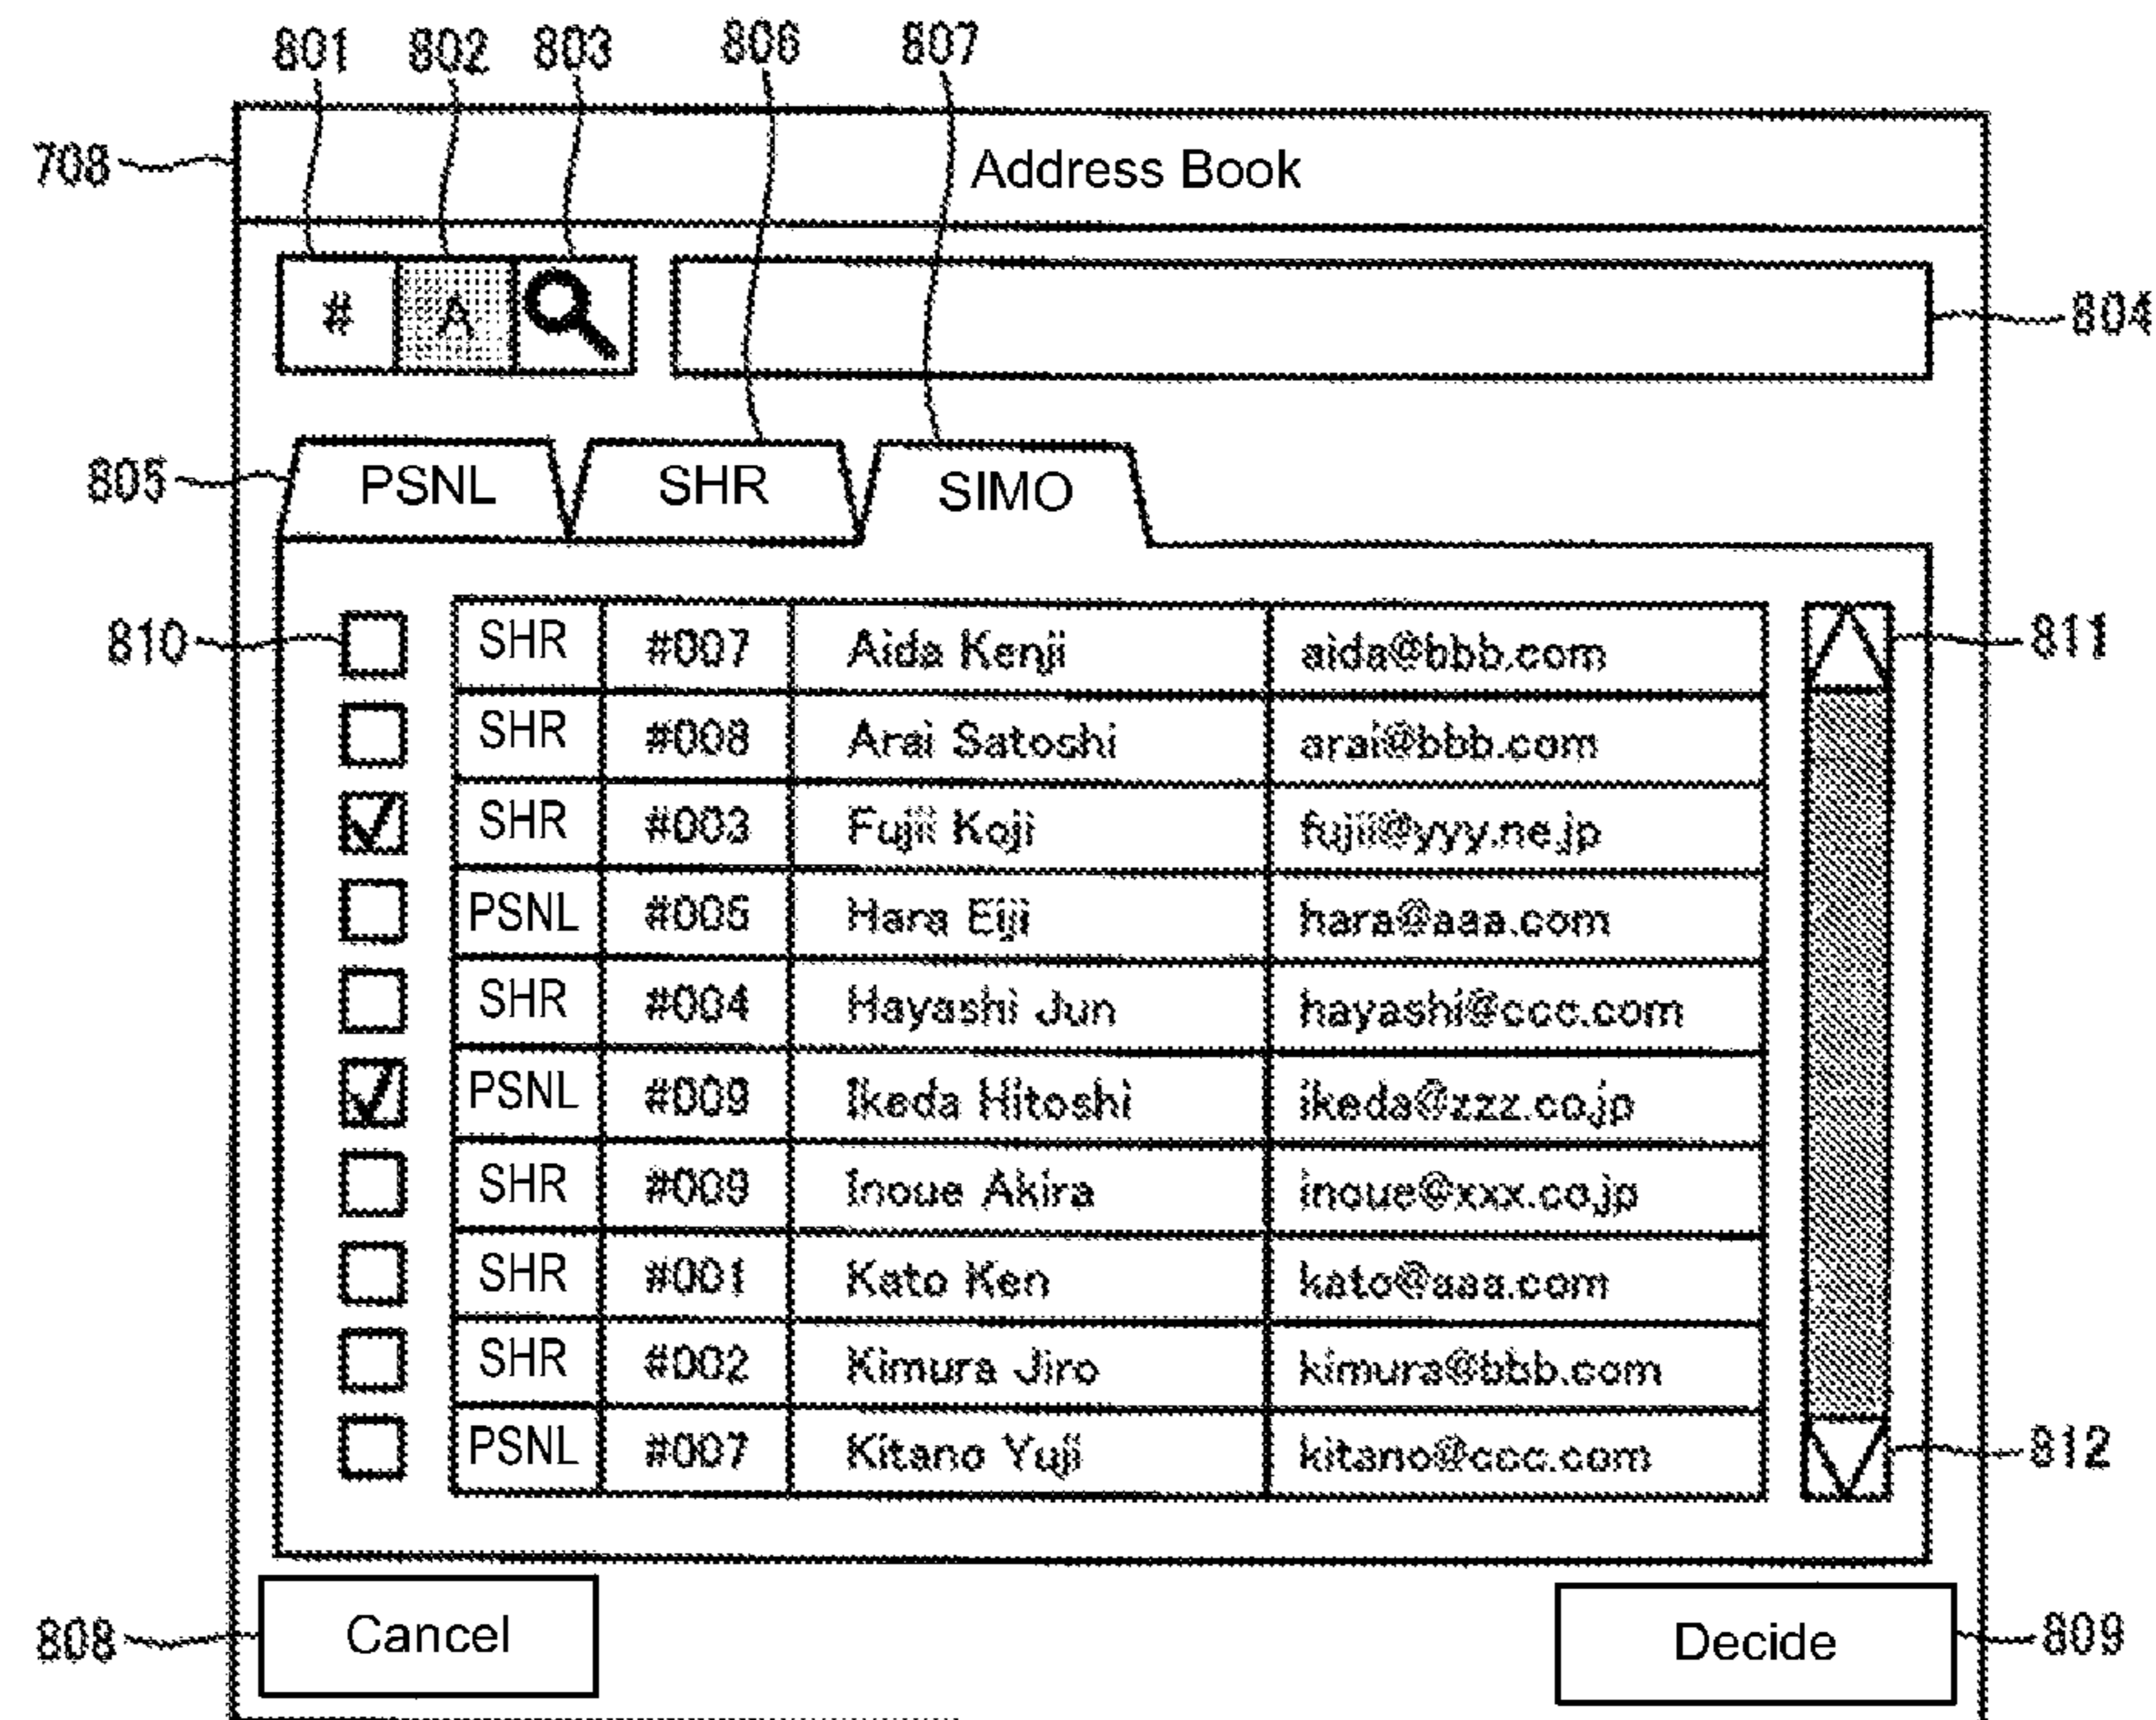 801 802 803 806 807
708 Address Book
# A 804
805 PSNL SHR SIMO
810 SHR #007 Aida Kenji aida@bbb.com 811
SHR #008 Arai Satoshi arai@bbb.com
SHR #003 Fujii Koji fujii@yyy.ne.jp
PSNL #005 Hara Eiji hara@aaa.com
SHR #004 Hayashi Jun hayashi@ccc.com
PSNL #009 Ikeda Hitoshi ikeda@zzz.co.jp
SHR #009 Inoue Akira inoue@xxx.co.jp
SHR #001 Kato Ken kato@aaa.com
SHR #002 Kimura Jiro kimura@bbb.com
PSNL #007 Kitano Yuji kitano@ccc.com 812
808 Cancel Decide 809